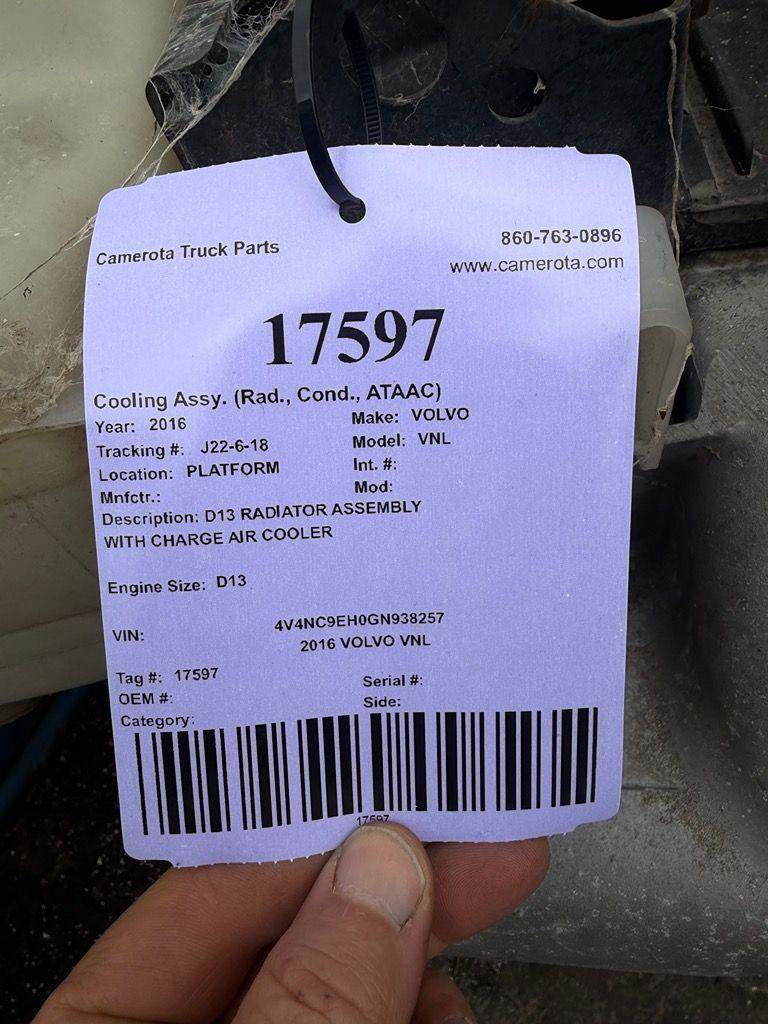 Camerota Truck Parts
860-763-0896
www.camerota.com
17597
Cooling Assy. (Rad., Cond., ATAAC)
Year: 2016 Make: VOLVO
Tracking #: J22-6-18 Model: VNL
Location: PLATFORM Int. #:
Mnfctr.: Mod:
Description: D13 RADIATOR ASSEMBLY
WITH CHARGE AIR COOLER
Engine Size: D13
VIN: 4V4NC9EH0GN938257
2016 VOLVO VNL
Tag #: 17597 Serial #:
OEM #: Side:
Category:
17597